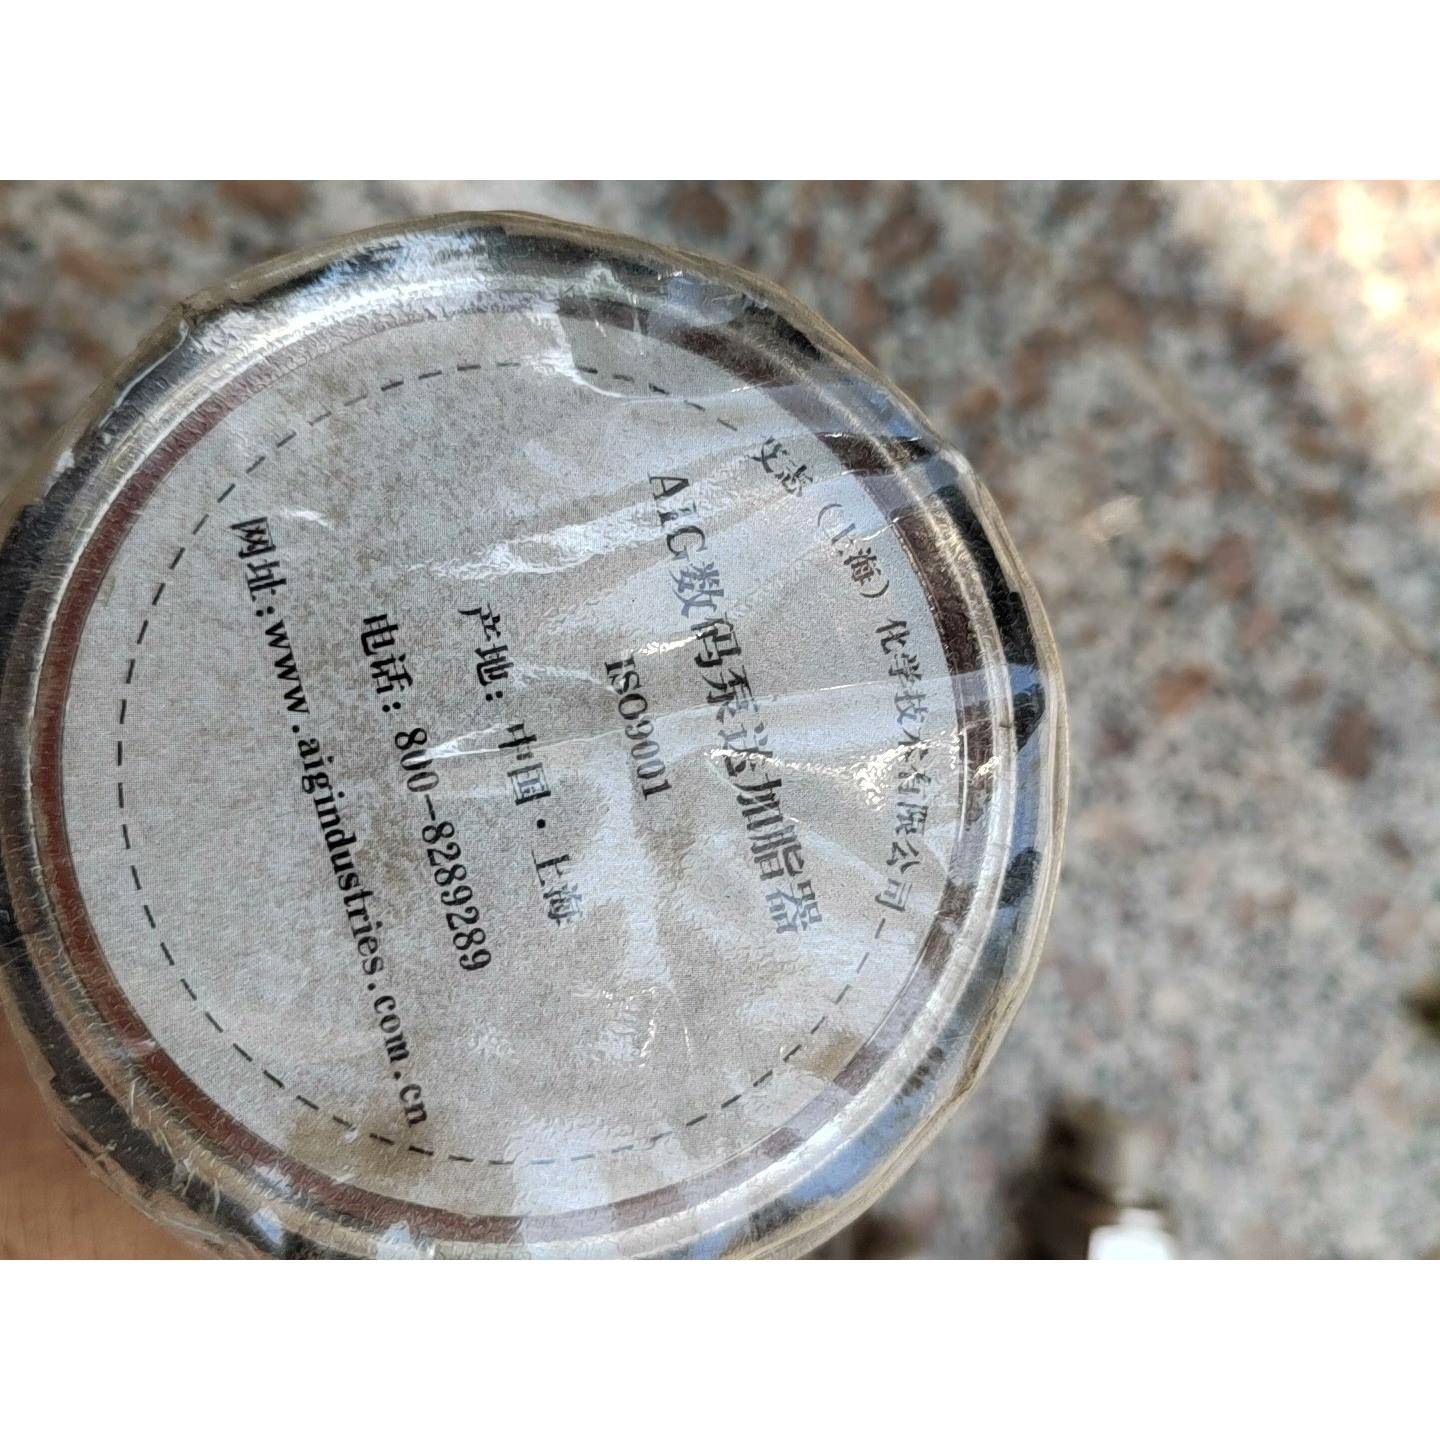 艾志（上海）化学技术有限公司
AIG数码泵送加脂器
ISO9001
产地：中国·上海
电话：800-8289289
网址:www.aigindustries.com.cn